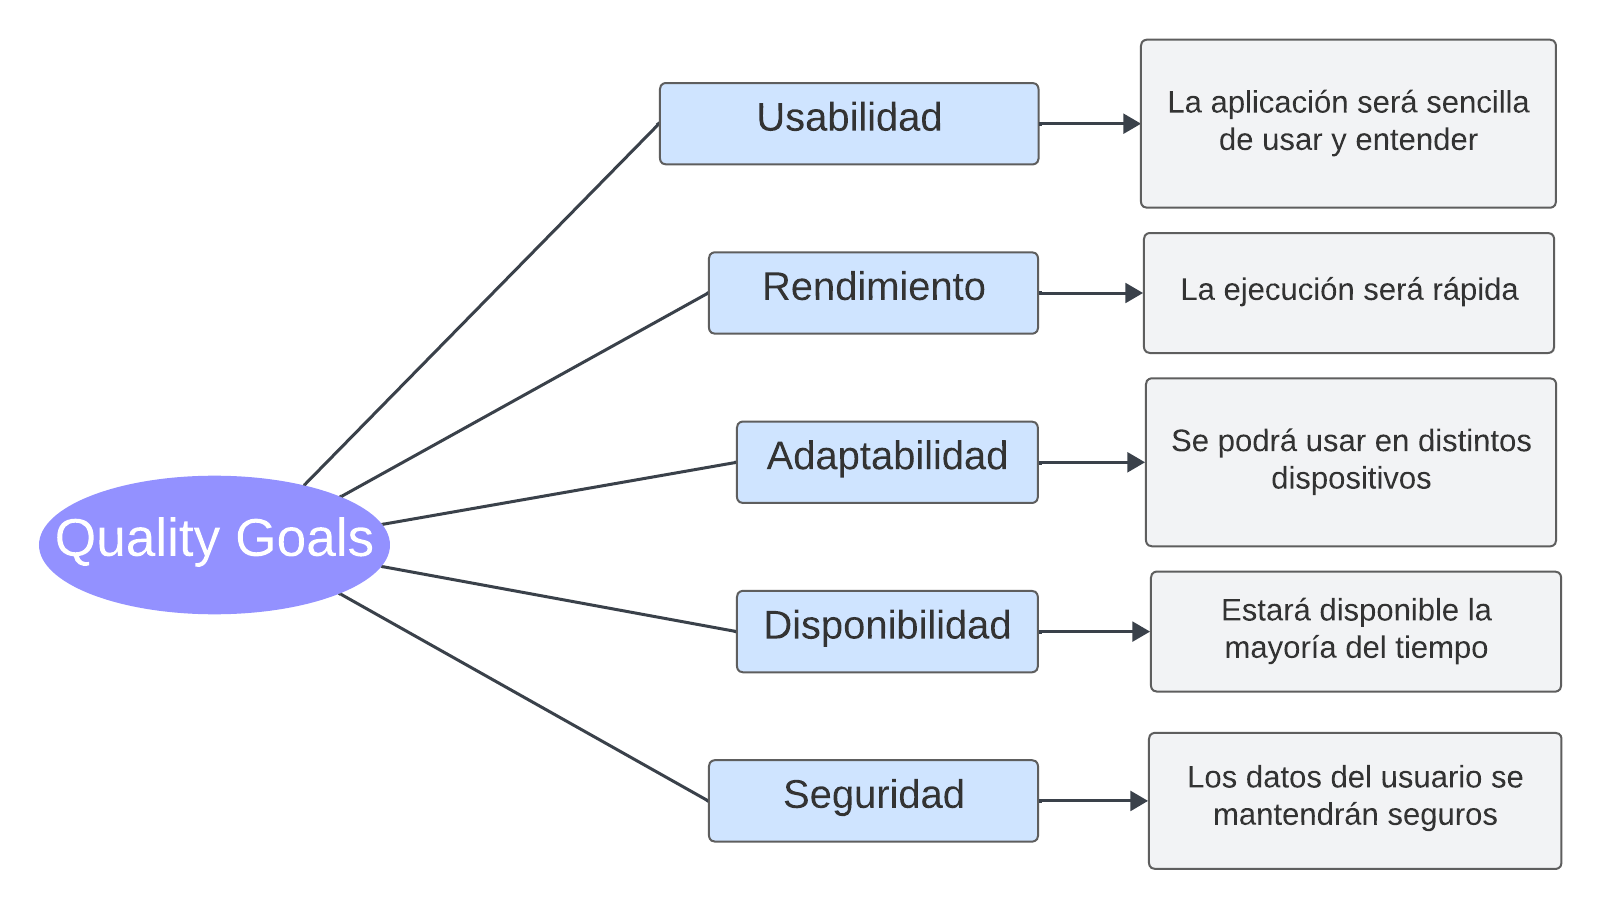 Quality Goals
Usabilidad
La aplicación será sencilla
de usar y entender
Rendimiento
La ejecución será rápida
Adaptabilidad
Se podrá usar en distintos
dispositivos
Disponibilidad
Estará disponible la
mayoría del tiempo
Seguridad
Los datos del usuario se
mantendrán seguros